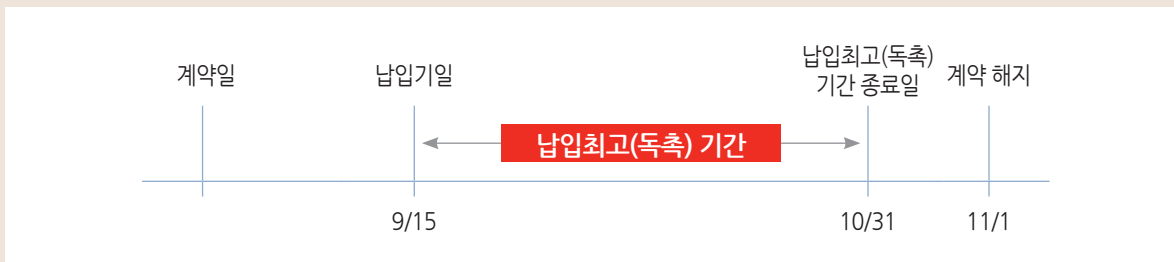 계약일
납입기일
납입최고(독촉)
기간 종료일
계약 해지
납입최고(독촉) 기간
9/15
10/31
11/1